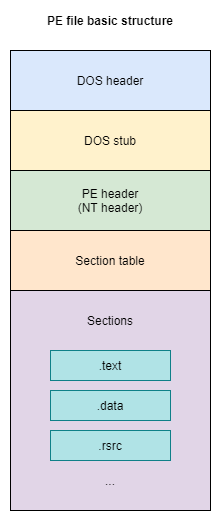 PE file basic structure
DOS header
DOS stub
PE header
(NT header)
Section table
Sections
.text
.data
.rsrc
...